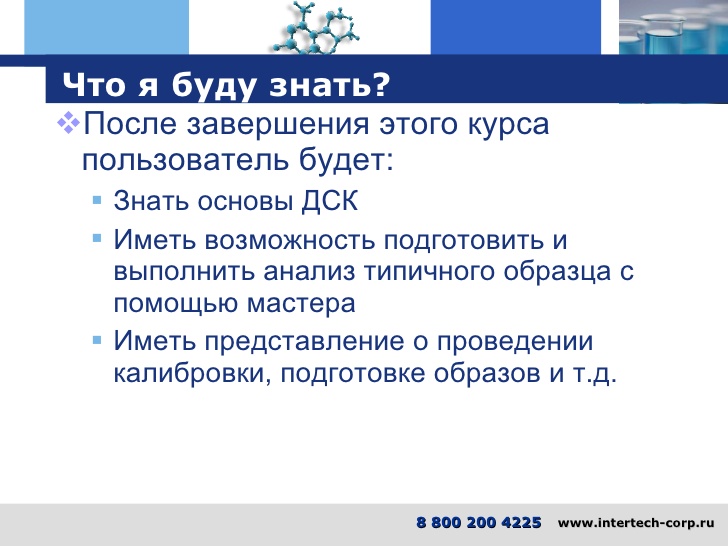 Что я буду знать?
❖После завершения этого курса
пользователь будет:
▪ Знать основы ДСК
▪ Иметь возможность подготовить и
выполнить анализ типичного образца с
помощью мастера
▪ Иметь представление о проведении
калибровки, подготовке образов и т.д.
8 800 200 4225 www.intertech-corp.ru